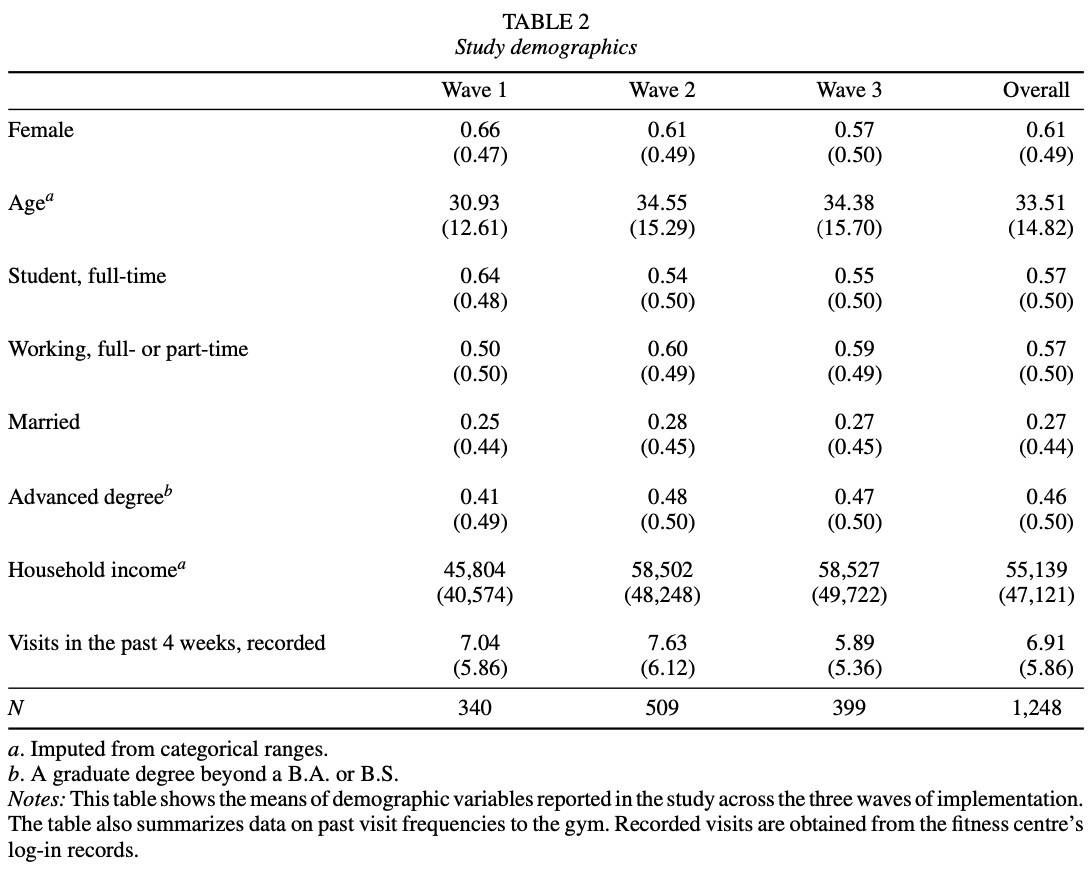 TABLE 2
Study demographics
Wave 1 Wave 2 Wave 3 Overall
Female 0.66 0.61 0.57 0.61
(0.47) (0.49) (0.50) (0.49)
Ageᵃ 30.93 34.55 34.38 33.51
(12.61) (15.29) (15.70) (14.82)
Student, full-time 0.64 0.54 0.55 0.57
(0.48) (0.50) (0.50) (0.50)
Working, full- or part-time 0.50 0.60 0.59 0.57
(0.50) (0.49) (0.49) (0.50)
Married 0.25 0.28 0.27 0.27
(0.44) (0.45) (0.45) (0.44)
Advanced degreeᵇ 0.41 0.48 0.47 0.46
(0.49) (0.50) (0.50) (0.50)
Household incomeᵃ 45,804 58,502 58,527 55,139
(40,574) (48,248) (49,722) (47,121)
Visits in the past 4 weeks, recorded 7.04 7.63 5.89 6.91
(5.86) (6.12) (5.36) (5.86)
N 340 509 399 1,248
a. Imputed from categorical ranges.
b. A graduate degree beyond a B.A. or B.S.
Notes: This table shows the means of demographic variables reported in the study across the three waves of implementation.
The table also summarizes data on past visit frequencies to the gym. Recorded visits are obtained from the fitness centre's
log-in records.